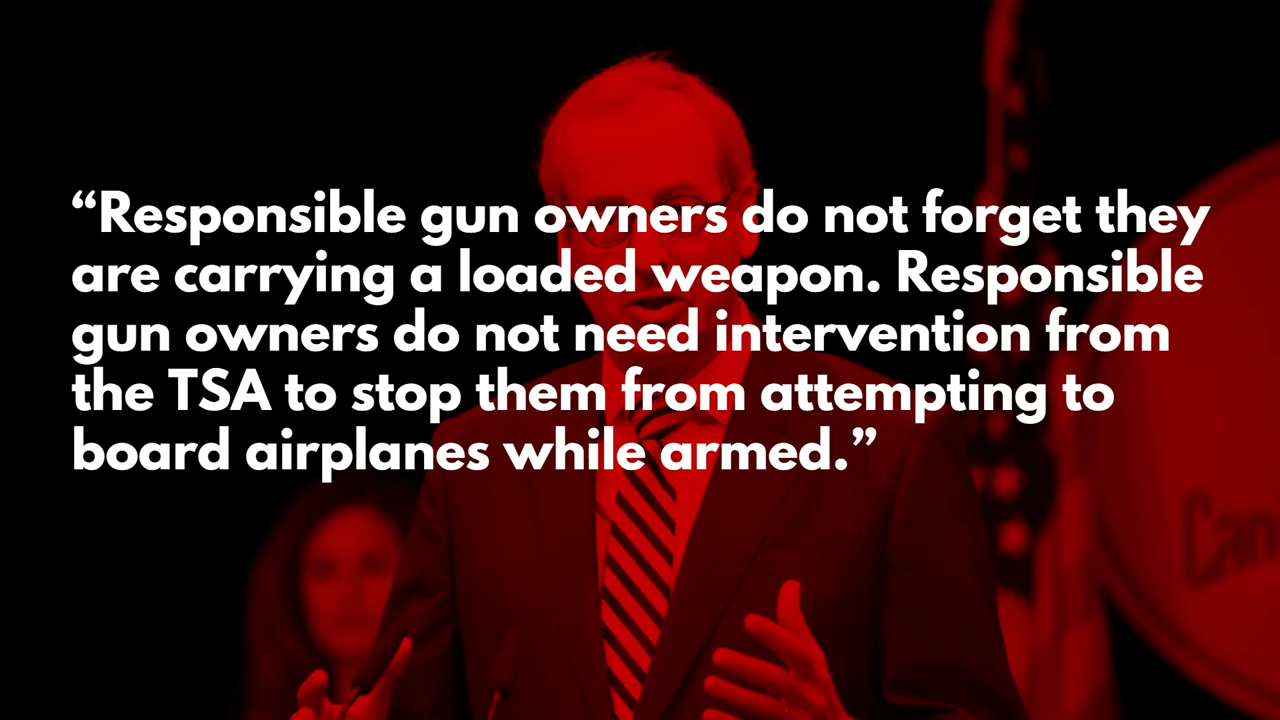 “Responsible gun owners do not forget they
are carrying a loaded weapon. Responsible
gun owners do not need intervention from
the TSA to stop them from attempting to
board airplanes while armed.”